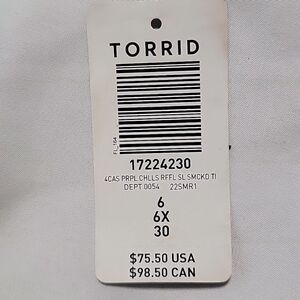 TORRID
FL_164
17224230
4CAS PRPL CHLLS RFFL SL SMCKD TI
DEPT 0054 22SMR1
6
6X
30
$75.50 USA
$98.50 CAN